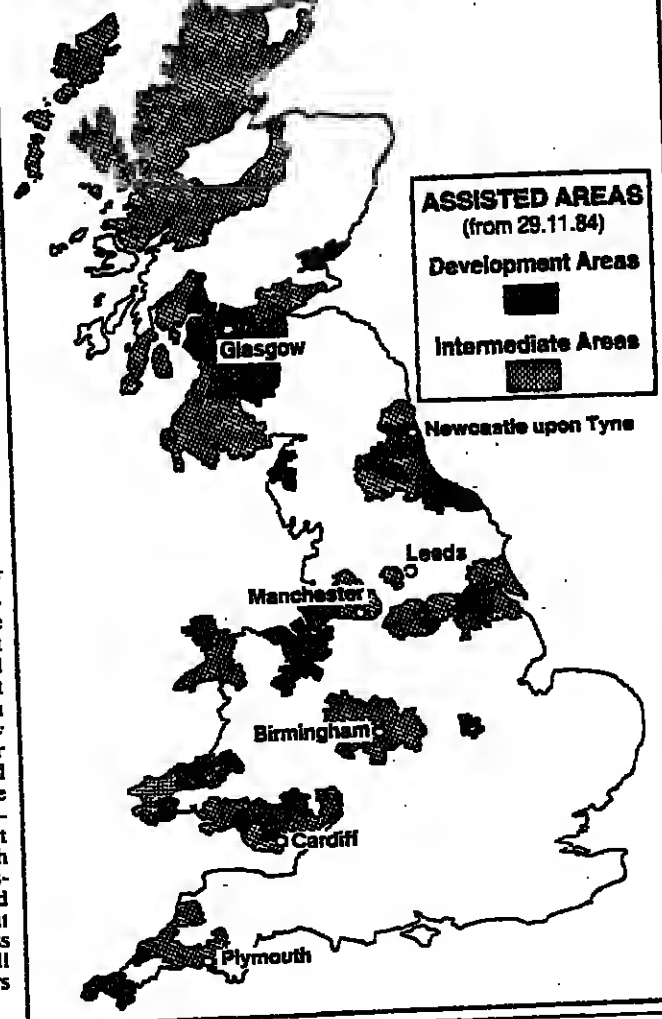 ASSISTED AREAS
(from 29.11.84)
Development Areas
Intermediate Areas
Glasgow
Newcastle upon Tyne
Leeds
Manchester
Birmingham
Cardiff
Plymouth